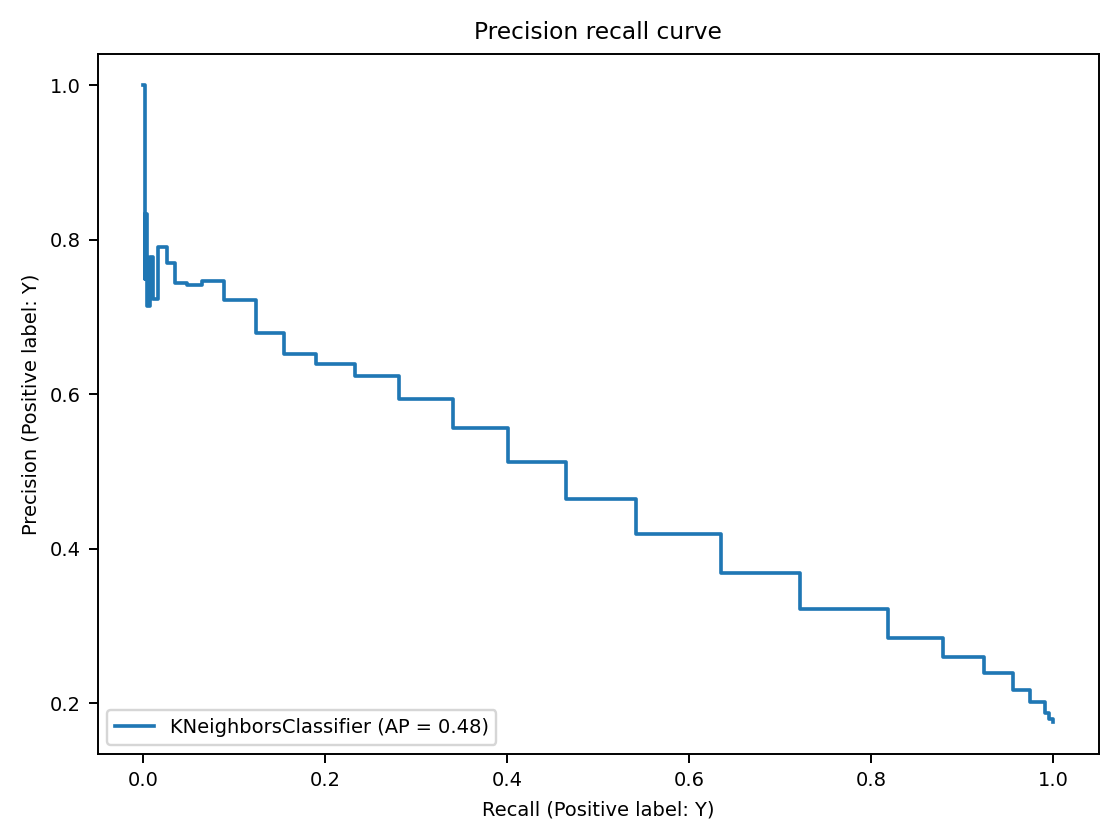 Precision recall curve
1.0
0.8
0.6
0.4
0.2
Precision (Positive label: Y)
KNeighborsClassifier (AP = 0.48)
0.0
0.2
0.4
0.6
0.8
1.0
Recall (Positive label: Y)